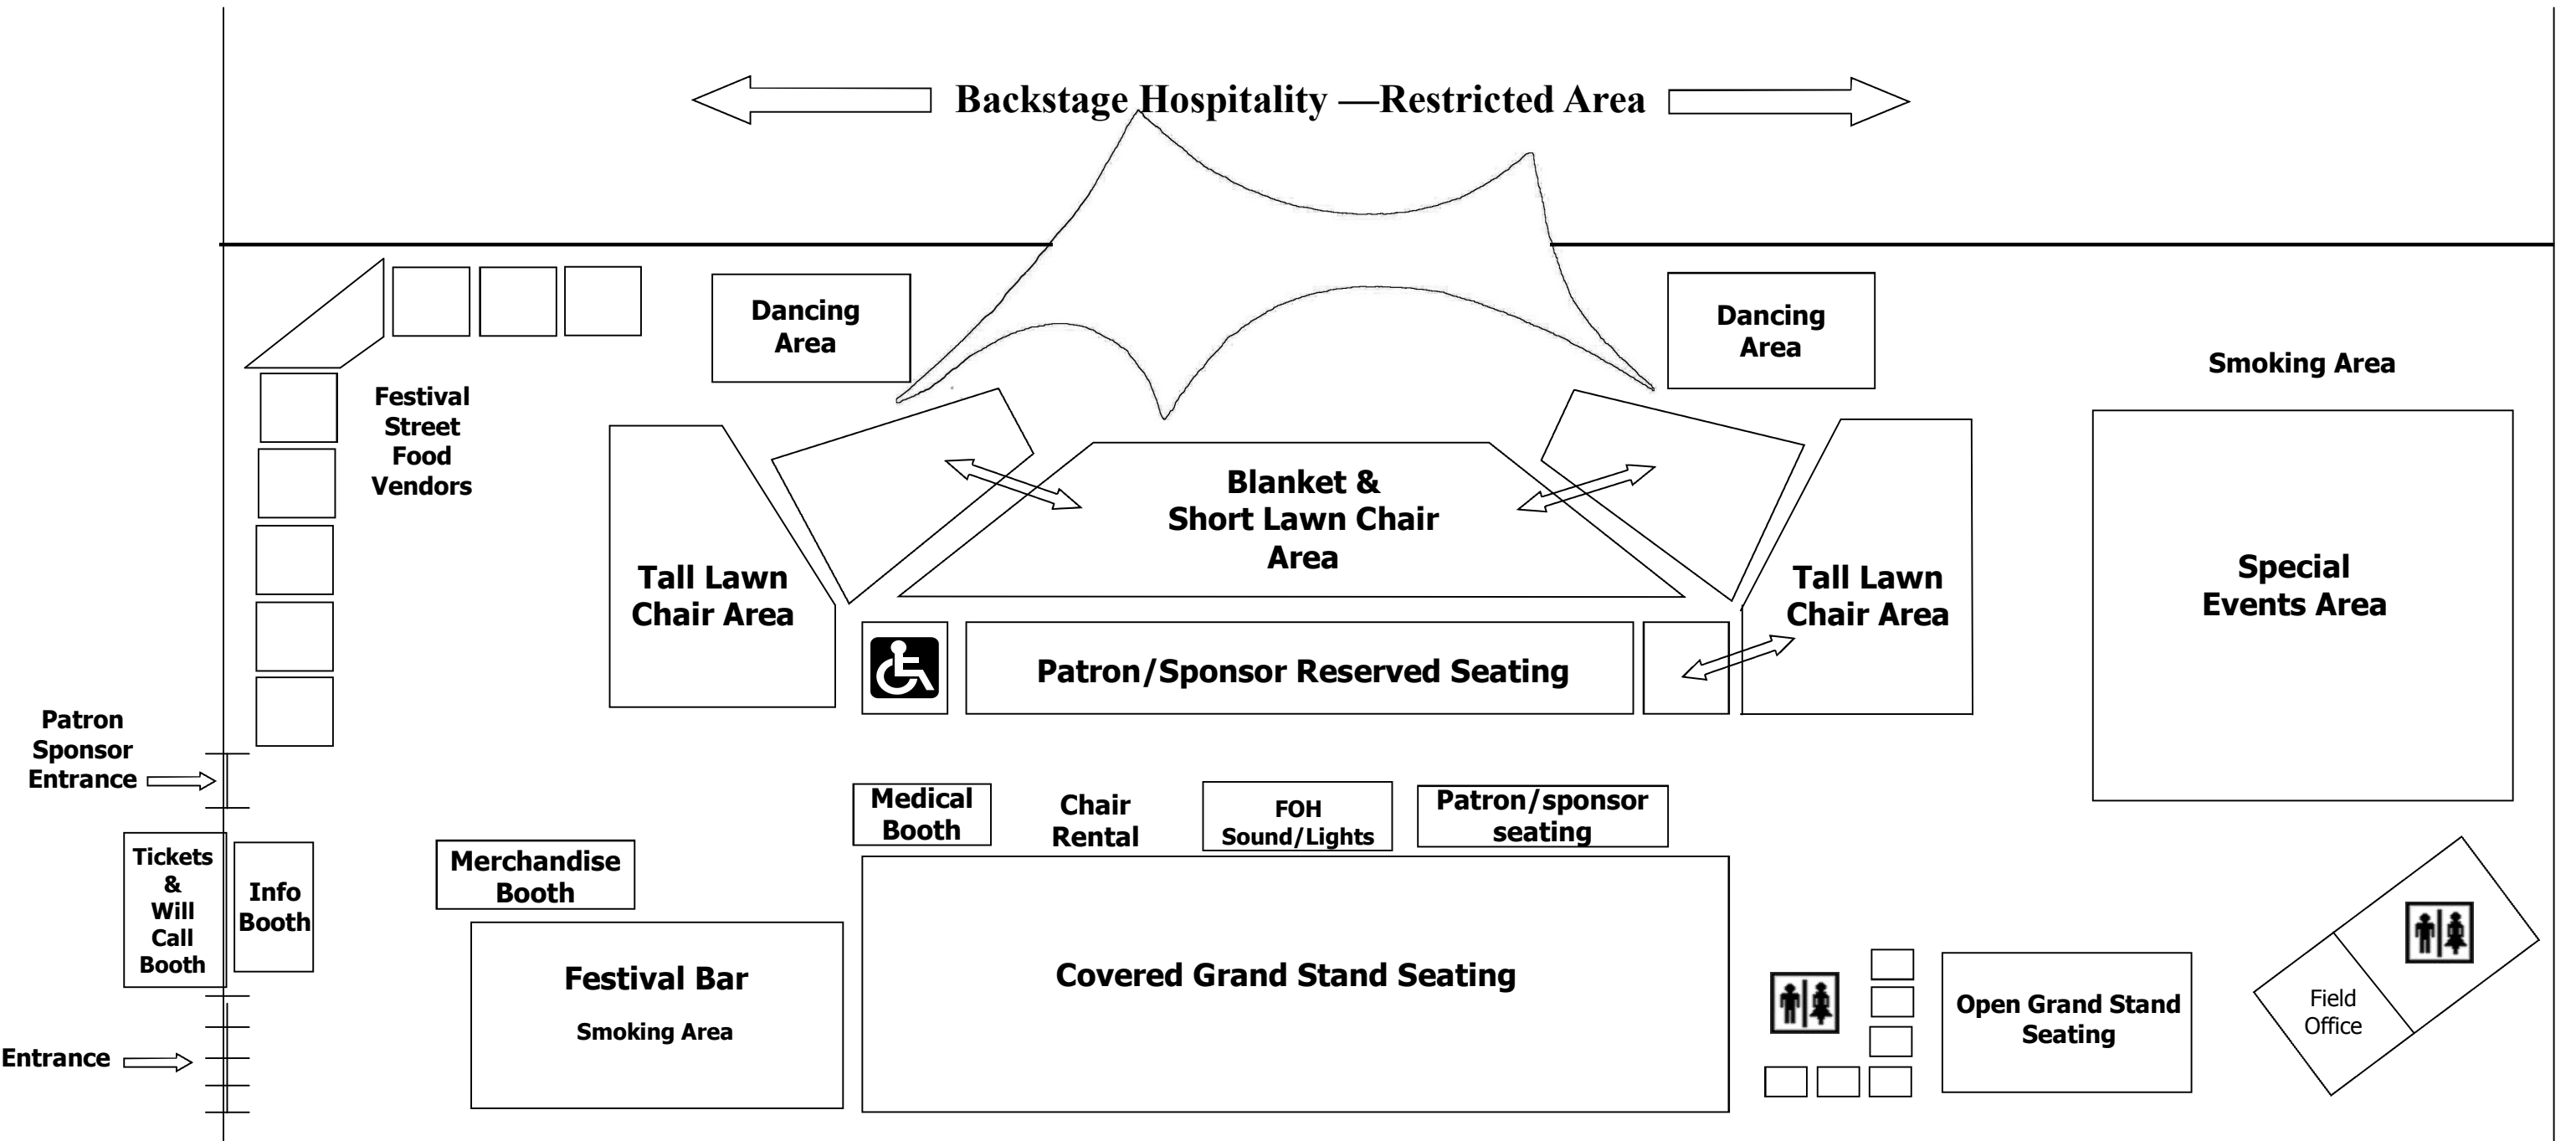 Backstage Hospitality —Restricted Area
Dancing
Area
Dancing
Area
Smoking Area
Festival
Street
Food
Vendors
Blanket &
Short Lawn Chair
Area
Tall Lawn
Chair Area
Tall Lawn
Chair Area
Special
Events Area
Patron/Sponsor Reserved Seating
Patron
Sponsor
Entrance
Medical
Booth
Chair
Rental
FOH
Sound/Lights
Patron/sponsor
seating
Tickets
&
Will
Call
Booth
Info
Booth
Merchandise
Booth
Festival Bar
Smoking Area
Covered Grand Stand Seating
Open Grand Stand
Seating
Field
Office
Entrance